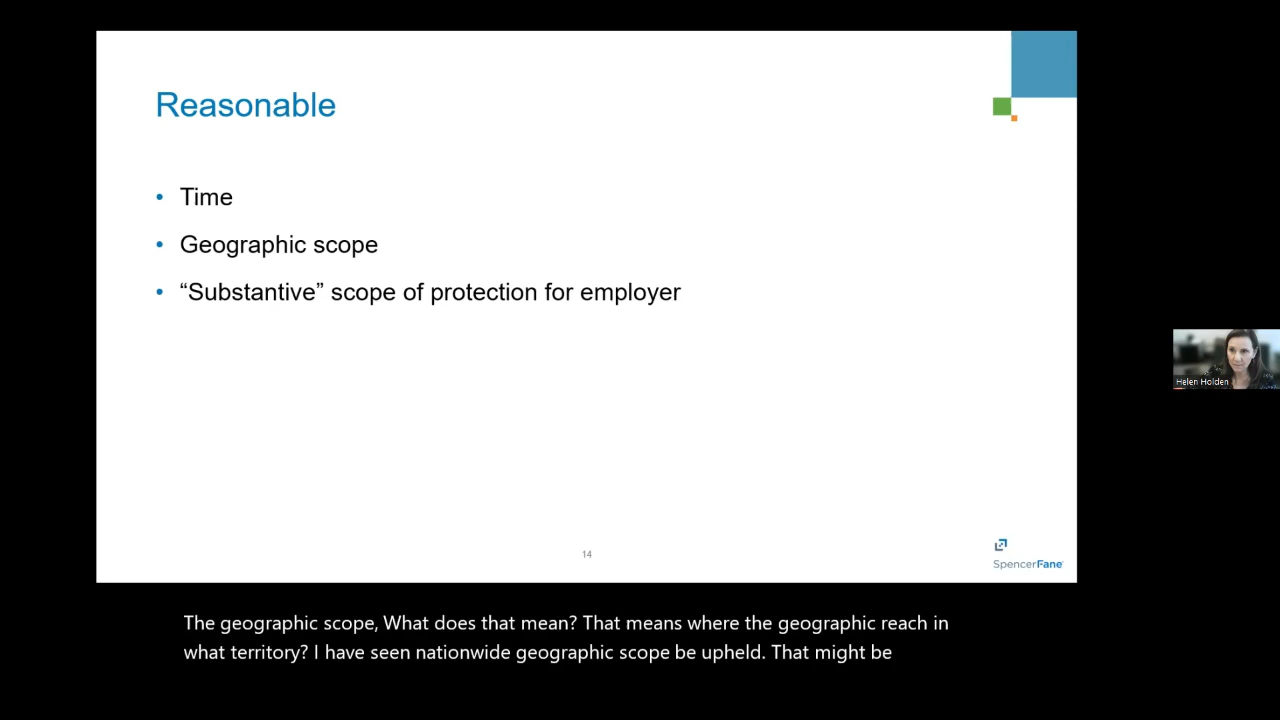 Reasonable
• Time
• Geographic scope
• “Substantive” scope of protection for employer
Helen Holden
14
SpencerFane
The geographic scope, What does that mean? That means where the geographic reach in
what territory? I have seen nationwide geographic scope be upheld. That might be